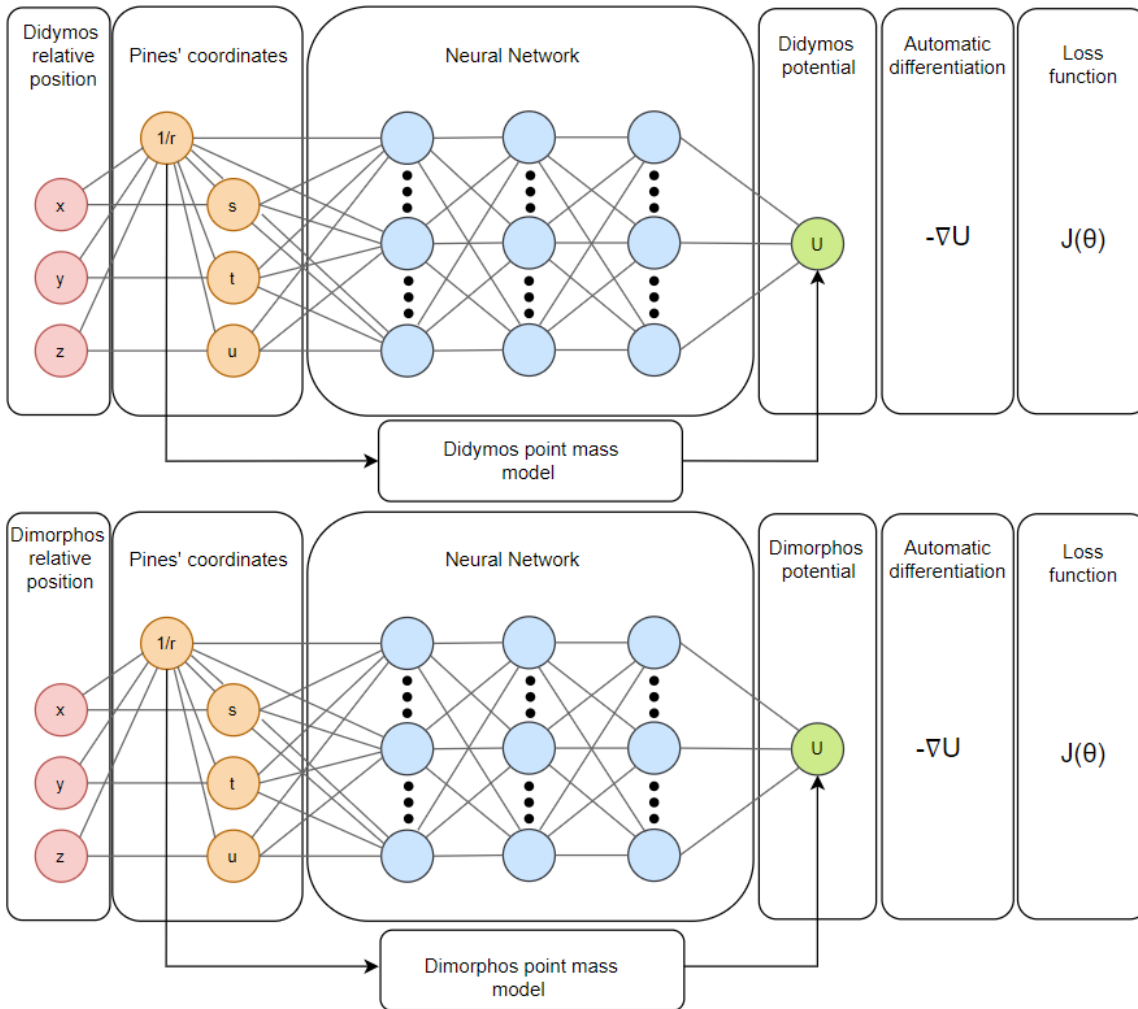 Didymos
relative
position
Pines' coordinates
Neural Network
Didymos
potential
Automatic
differentiation
Loss
function
1/r
x
s
y
t
z
u
U
-∇U
J(θ)
Didymos point mass
model
Dimorphos
relative
position
Pines' coordinates
Neural Network
Dimorphos
potential
Automatic
differentiation
Loss
function
1/r
x
s
y
t
z
u
U
-∇U
J(θ)
Dimorphos point mass
model